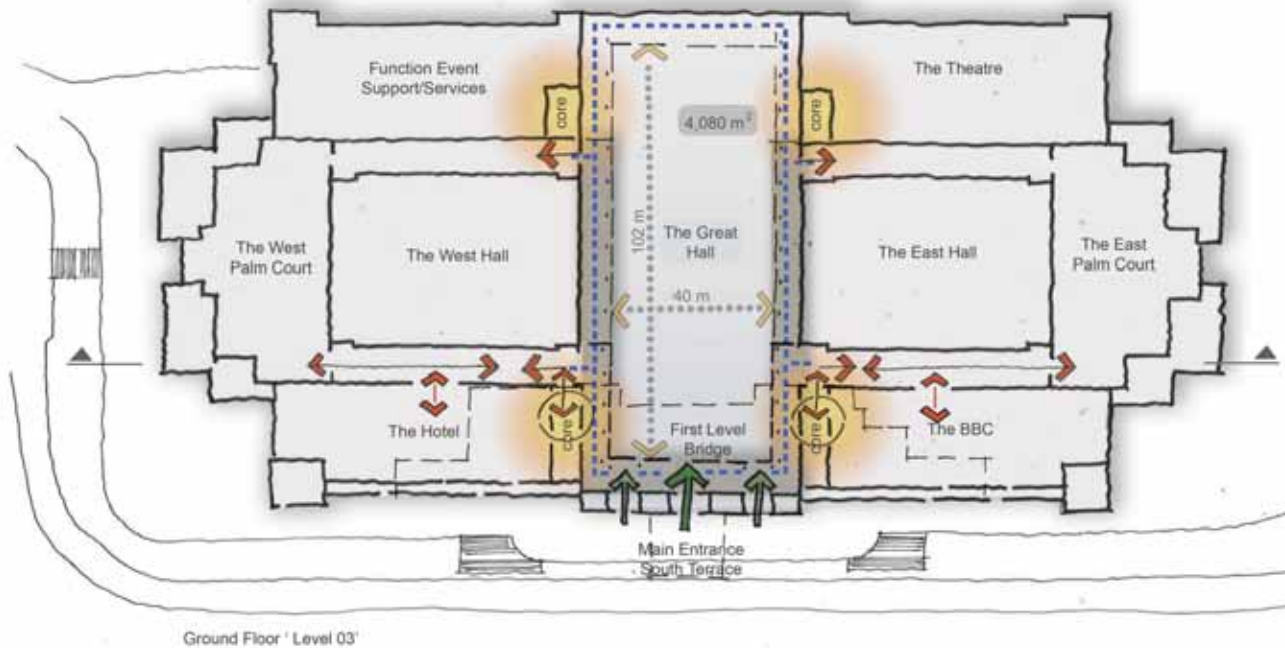 Function Event
Support/Services
The Theatre
core
core
4,080 m²
102 m
The West
Palm Court
The West Hall
The Great
Hall
The East Hall
The East
Palm Court
40 m
The Hotel
core
First Level
Bridge
core
The BBC
Main Entrance
South Terrace
Ground Floor ' Level 03'